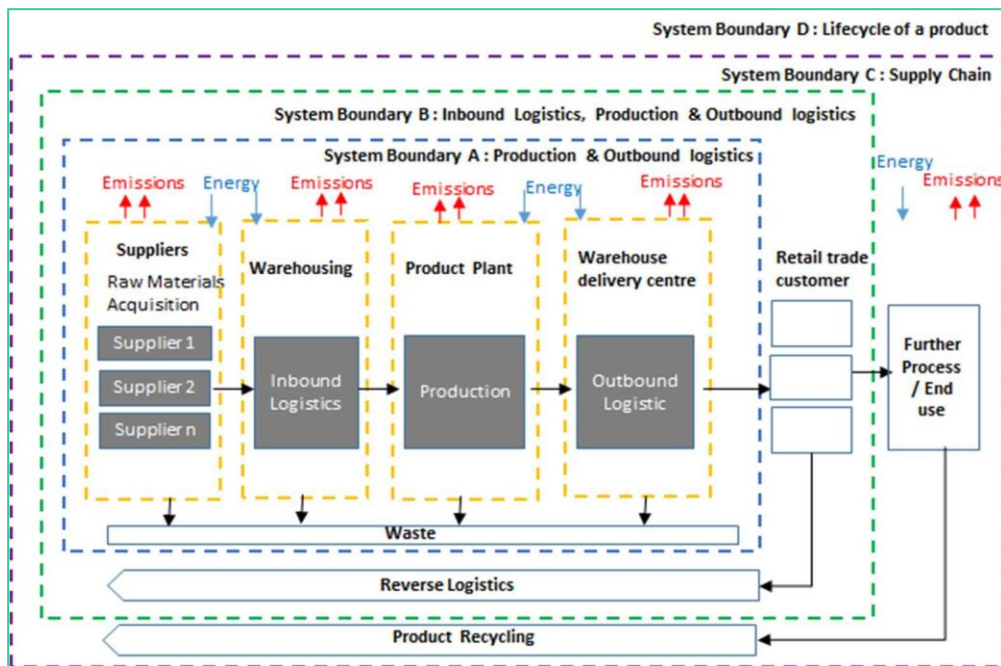 System Boundary D : Lifecycle of a product
System Boundary C : Supply Chain
System Boundary B : Inbound Logistics, Production & Outbound logistics
System Boundary A : Production & Outbound logistics
Emissions
Energy
Emissions
Emissions
Energy
Emissions
Energy
Emissions
Suppliers
Raw Materials
Acquisition
Supplier 1
Supplier 2
Supplier n
Warehousing
Inbound
Logistics
Product Plant
Production
Warehouse
delivery centre
Outbound
Logistic
Retail trade
customer
Further
Process
/ End
use
Waste
Reverse Logistics
Product Recycling